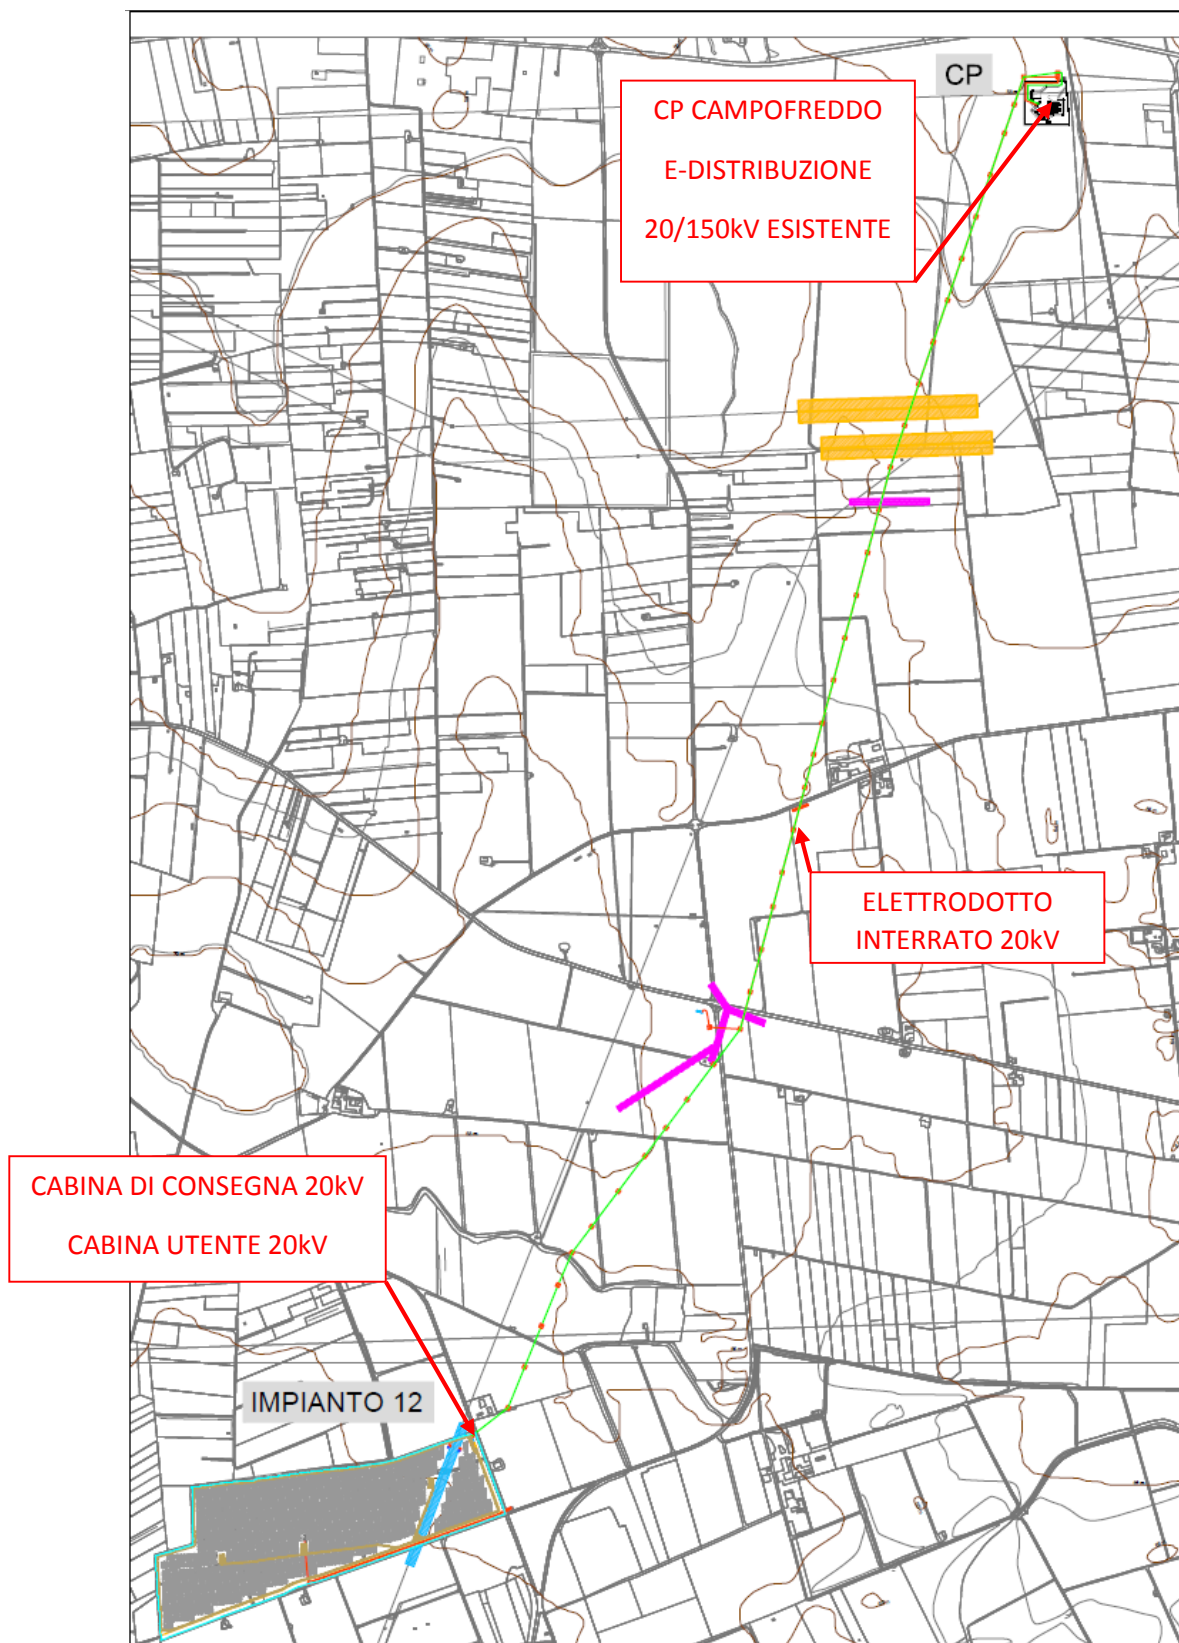 CP
CP CAMPOFREDDO
E-DISTRIBUZIONE
20/150kV ESISTENTE
ELETTRODOTTO
INTERRATO 20kV
CABINA DI CONSEGNA 20kV
CABINA UTENTE 20kV
IMPIANTO 12